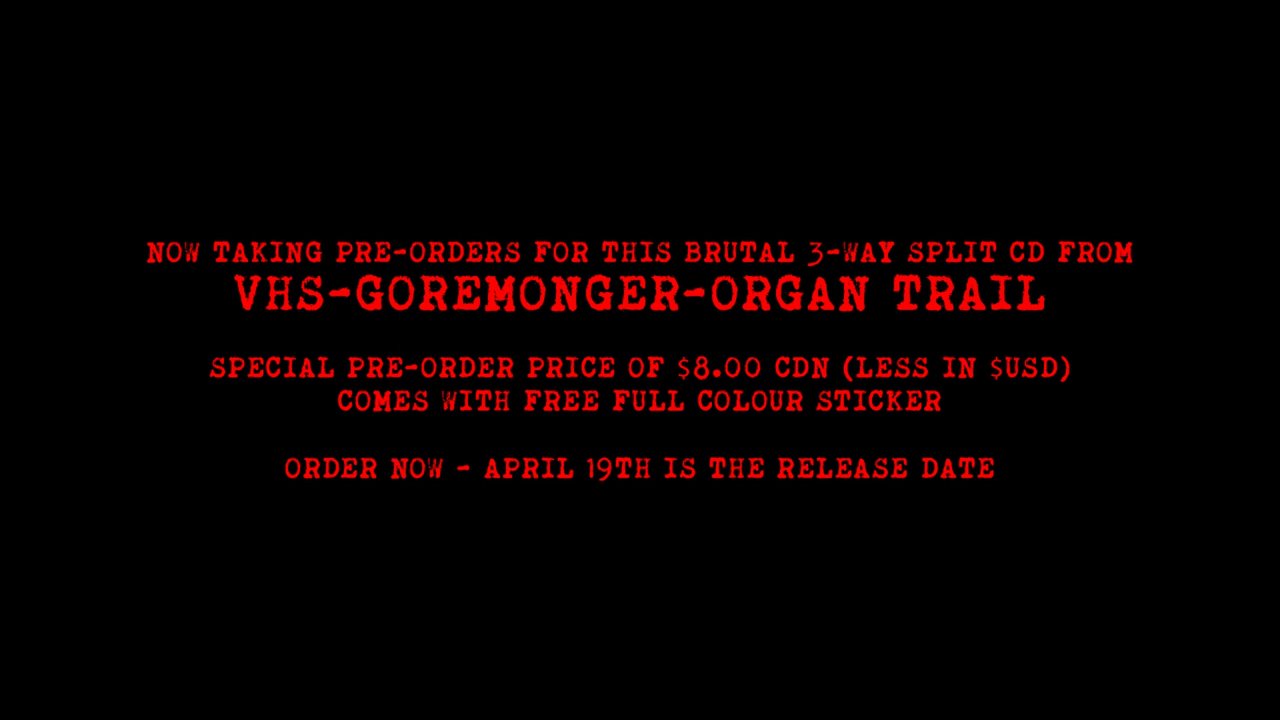 NOW TAKING PRE-ORDERS FOR THIS BRUTAL 3-WAY SPLIT CD FROM
VHS-GOREMONGER-ORGAN TRAIL
SPECIAL PRE-ORDER PRICE OF $8.00 CDN (LESS IN $USD)
COMES WITH FREE FULL COLOUR STICKER
ORDER NOW - APRIL 19TH IS THE RELEASE DATE